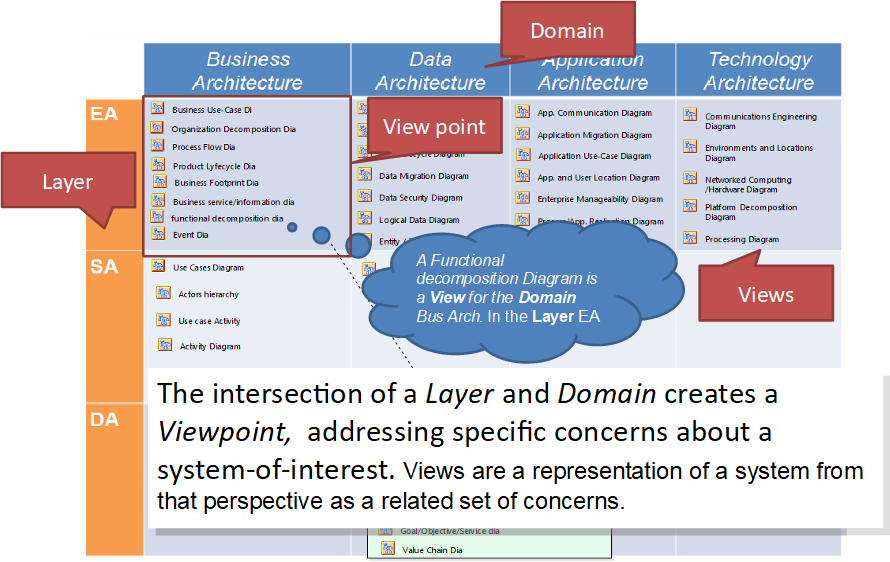 Domain
Business
Architecture
Data
Architecture
Application
Architecture
Technology
Architecture
EA
Business Use-Case Di
Organization Decomposition Dia
Process Flow Dia
Product Lyfecycle Dia
Business Footprint Dia
Business service/information dia
functional decomposition dia
Event Dia
View point
Diagram
Data Migration Diagram
Data Security Diagram
Logical Data Diagram
Entity
App. Communication Diagram
Application Migration Diagram
Application Use-Case Diagram
App. and User Location Diagram
Enterprise Manageability Diagram
Process/App. Realization Diagram
Communications Engineering
Diagram
Environments and Locations
Diagram
Networked Computing
/Hardware Diagram
Platform Decomposition
Diagram
Processing Diagram
Layer
Views
SA
Use Cases Diagram
Actors hierarchy
Use case Activity
Activity Diagram
A Functional
decomposition Diagram is
a View for the Domain
Bus Arch. In the Layer EA
DA
The intersection of a Layer and Domain creates a
Viewpoint, addressing specific concerns about a
system-of-interest. Views are a representation of a system from
that perspective as a related set of concerns.
Goal/Objective/Service dia
Value Chain Dia